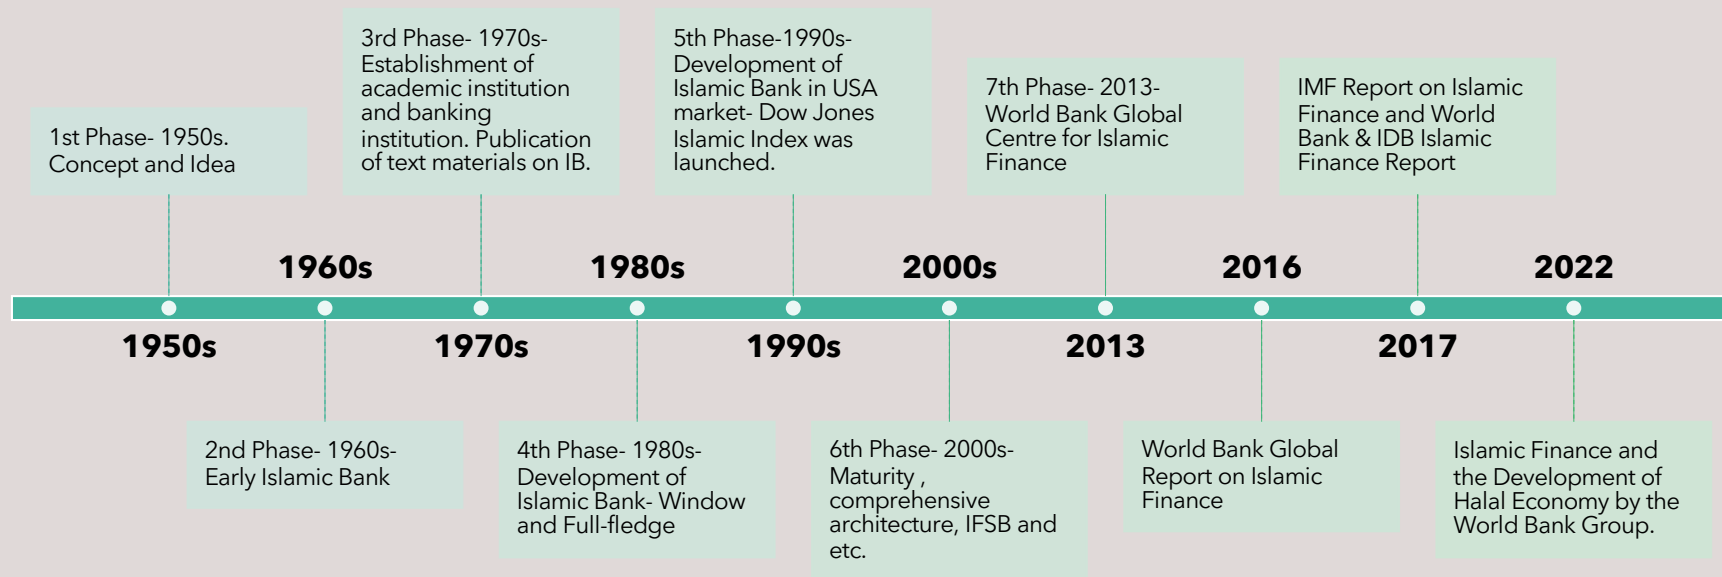 3rd Phase- 1970s-
Establishment of
academic institution
and banking
institution. Publication
of text materials on IB.
5th Phase-1990s-
Development of
Islamic Bank in USA
market- Dow Jones
Islamic Index was
launched.
7th Phase- 2013-
World Bank Global
Centre for Islamic
Finance
IMF Report on Islamic
Finance and World
Bank & IDB Islamic
Finance Report
1st Phase- 1950s.
Concept and Idea
1960s
1980s
2000s
2016
2022
1950s
1970s
1990s
2013
2017
2nd Phase- 1960s-
Early Islamic Bank
4th Phase- 1980s-
Development of
Islamic Bank- Window
and Full-fledge
6th Phase- 2000s-
Maturity ,
comprehensive
architecture, IFSB and
etc.
World Bank Global
Report on Islamic
Finance
Islamic Finance and
the Development of
Halal Economy by the
World Bank Group.